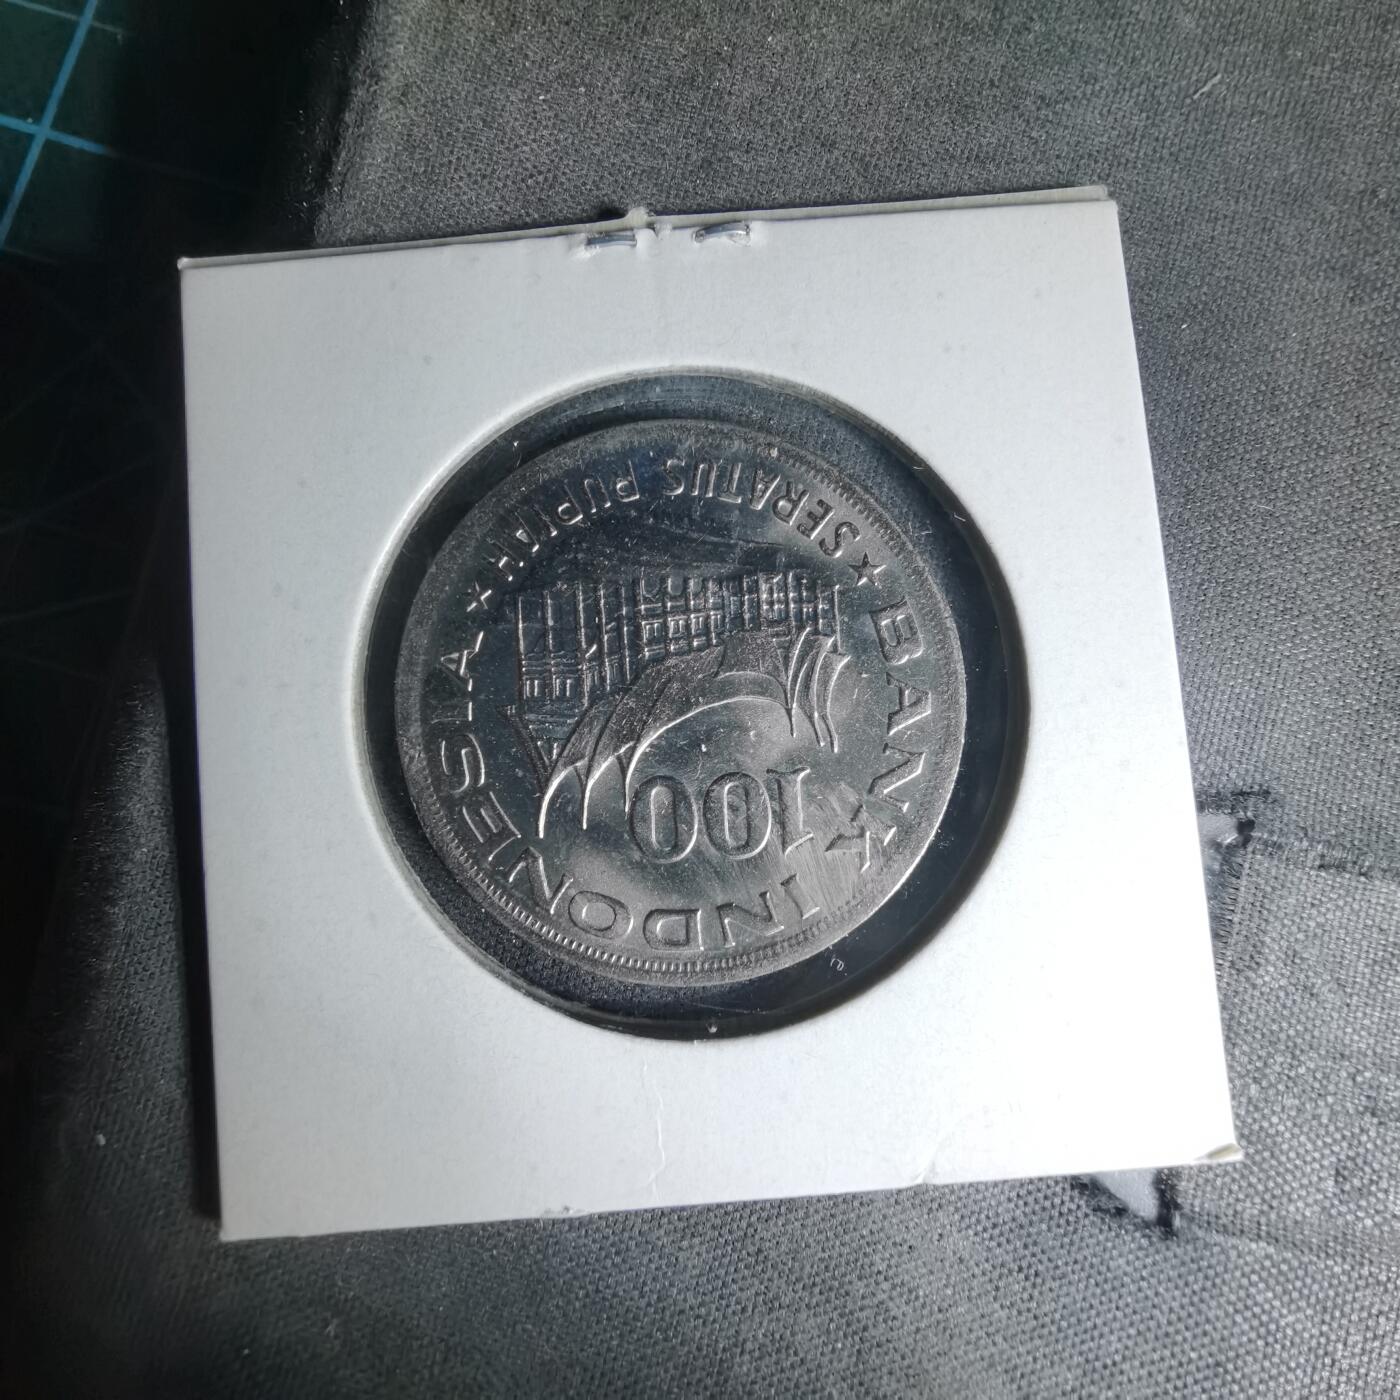 BANK INDONESIA
100
★ SERATUS RUPIAH ★